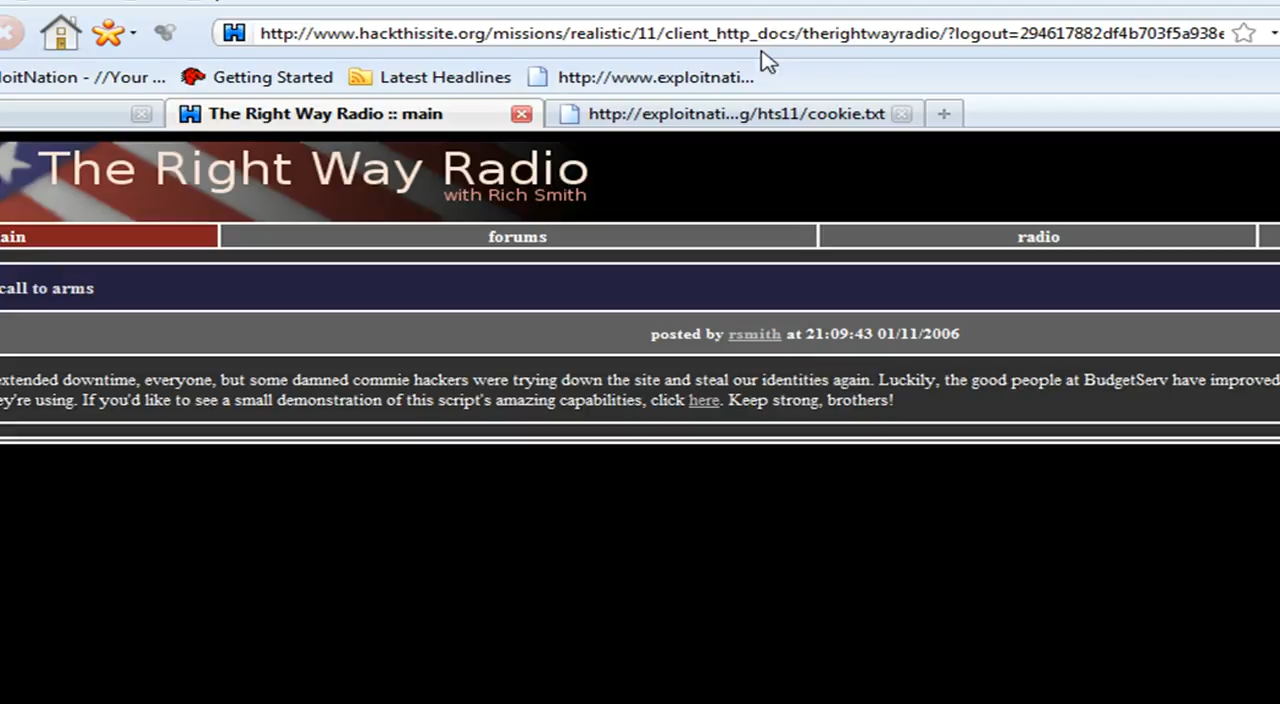 http://www.hackthissite.org/missions/realistic/11/client_http_docs/therightwayradio/?logout=294617882df4b703f5a938e
loitNation - //Your ... Getting Started Latest Headlines http://www.exploitnati...
The Right Way Radio :: main http://exploitnati...g/hts11/cookie.txt
The Right Way Radio
with Rich Smith
ain forums radio
call to arms
posted by rsmith at 21:09:43 01/11/2006
extended downtime, everyone, but some damned commie hackers were trying down the site and steal our identities again. Luckily, the good people at BudgetServ have improved
ey're using. If you'd like to see a small demonstration of this script's amazing capabilities, click here. Keep strong, brothers!